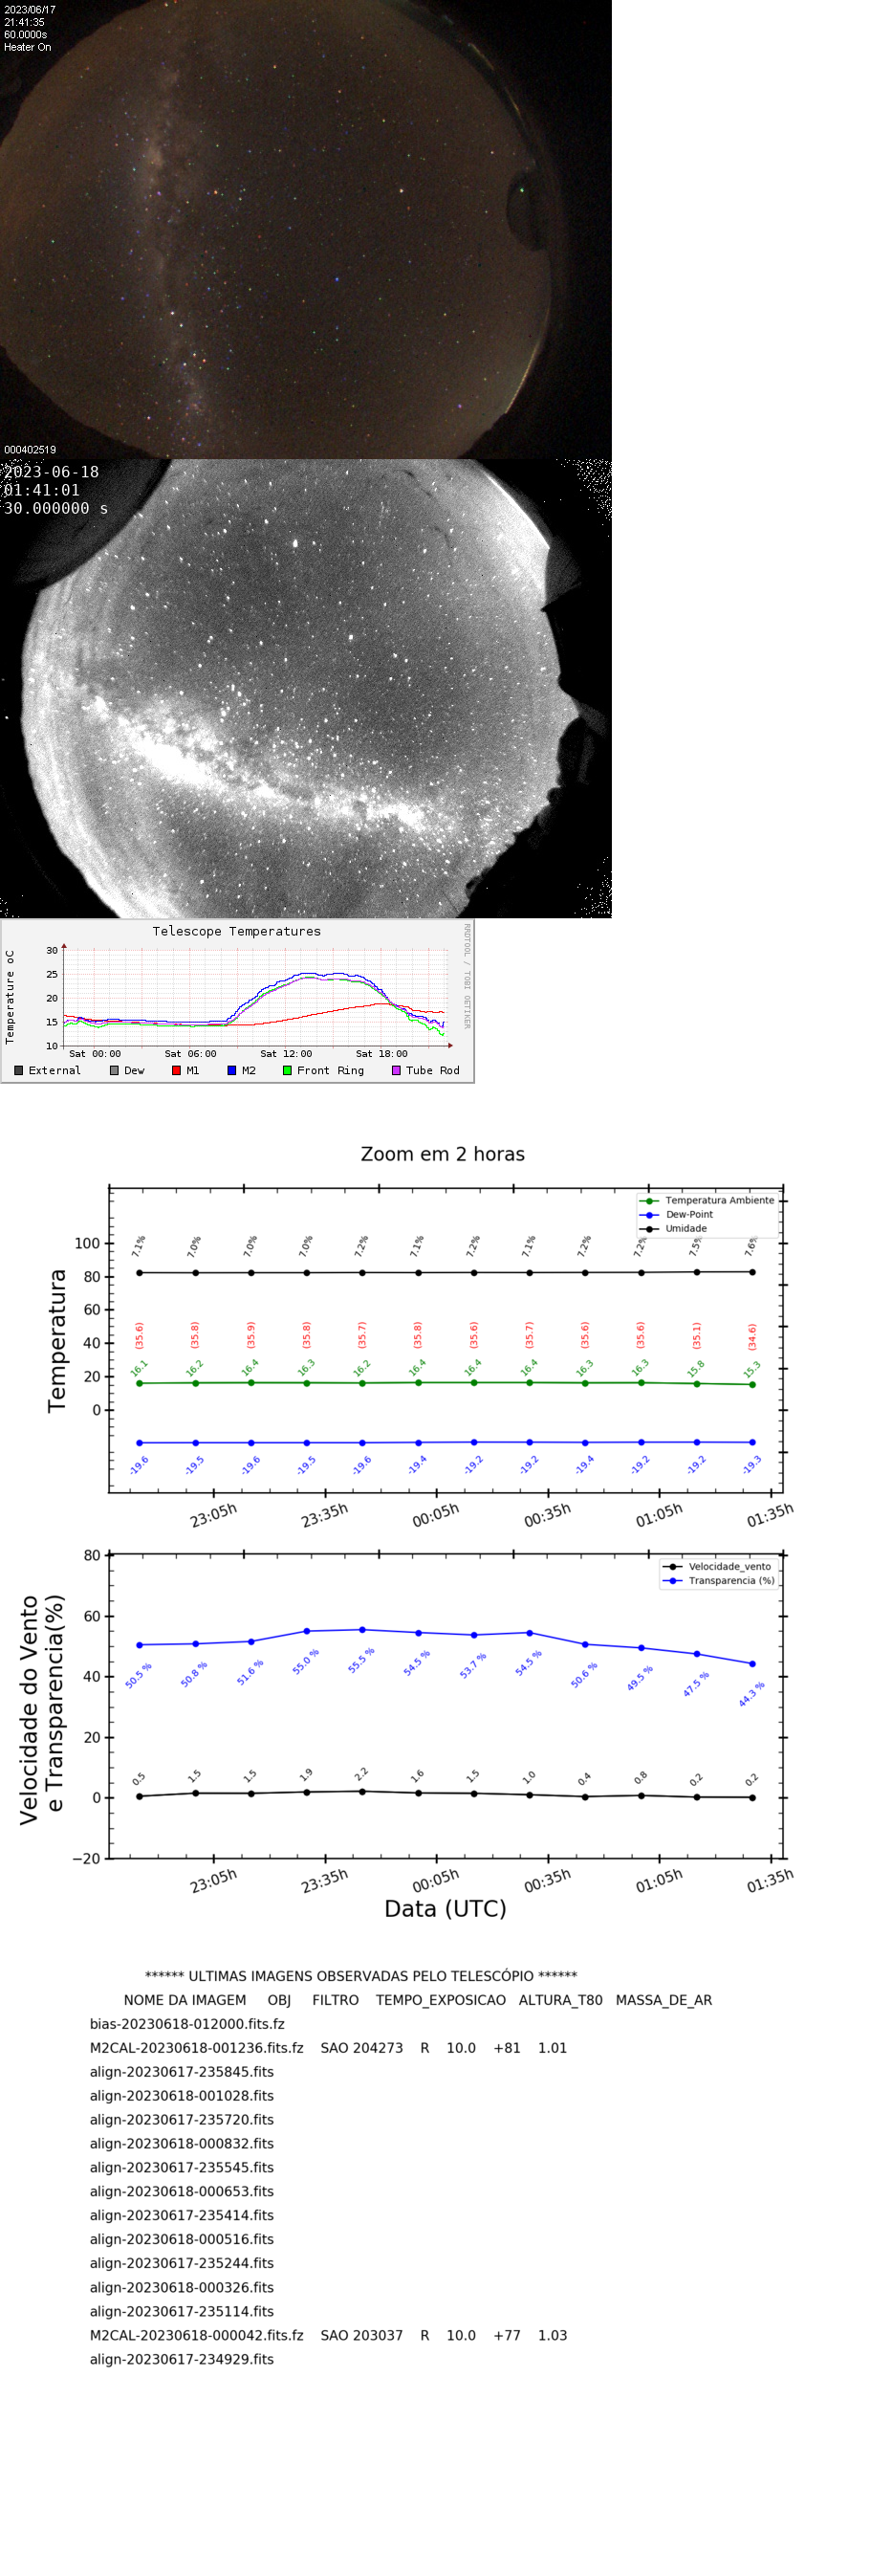 2023/06/17
21:41:35
60.0000s
Heater On
000402519
2023-06-18
01:41:01
30.000000 s
Telescope Temperatures
RRDTOOL / TOBI OETIKER
Temperature oC
30
25
20
15
10
Sat 00:00 Sat 06:00 Sat 12:00 Sat 18:00
External Dew M1 M2 Front Ring Tube Rod
Zoom em 2 horas
Temperatura Ambiente
Dew-Point
Umidade
Temperatura
100
80
60
40
20
0
7.1% 7.0% 7.0% 7.0% 7.2% 7.1% 7.2% 7.1% 7.2% 7.2% 7.5% 7.6%
(35.6) (35.8) (35.9) (35.8) (35.7) (35.8) (35.6) (35.7) (35.6) (35.6) (35.1) (34.6)
16.1 16.2 16.4 16.3 16.2 16.4 16.4 16.4 16.3 16.3 15.8 15.3
-19.6 -19.5 -19.6 -19.5 -19.6 -19.4 -19.2 -19.2 -19.4 -19.2 -19.2 -19.3
23:05h 23:35h 00:05h 00:35h 01:05h 01:35h
Velocidade_vento
Transparencia (%)
Velocidade do Vento
e Transparencia(%)
80
60
40
20
0
−20
50.5 % 50.8 % 51.6 % 55.0 % 55.5 % 54.5 % 53.7 % 54.5 % 50.6 % 49.5 % 47.5 % 44.3 %
0.5 1.5 1.5 1.9 2.2 1.6 1.5 1.0 0.4 0.8 0.2 0.2
23:05h 23:35h 00:05h 00:35h 01:05h 01:35h
Data (UTC)
****** ULTIMAS IMAGENS OBSERVADAS PELO TELESCÓPIO ******
NOME DA IMAGEM OBJ FILTRO TEMPO_EXPOSICAO ALTURA_T80 MASSA_DE_AR
bias-20230618-012000.fits.fz
M2CAL-20230618-001236.fits.fz SAO 204273 R 10.0 +81 1.01
align-20230617-235845.fits
align-20230618-001028.fits
align-20230617-235720.fits
align-20230618-000832.fits
align-20230617-235545.fits
align-20230618-000653.fits
align-20230617-235414.fits
align-20230618-000516.fits
align-20230617-235244.fits
align-20230618-000326.fits
align-20230617-235114.fits
M2CAL-20230618-000042.fits.fz SAO 203037 R 10.0 +77 1.03
align-20230617-234929.fits